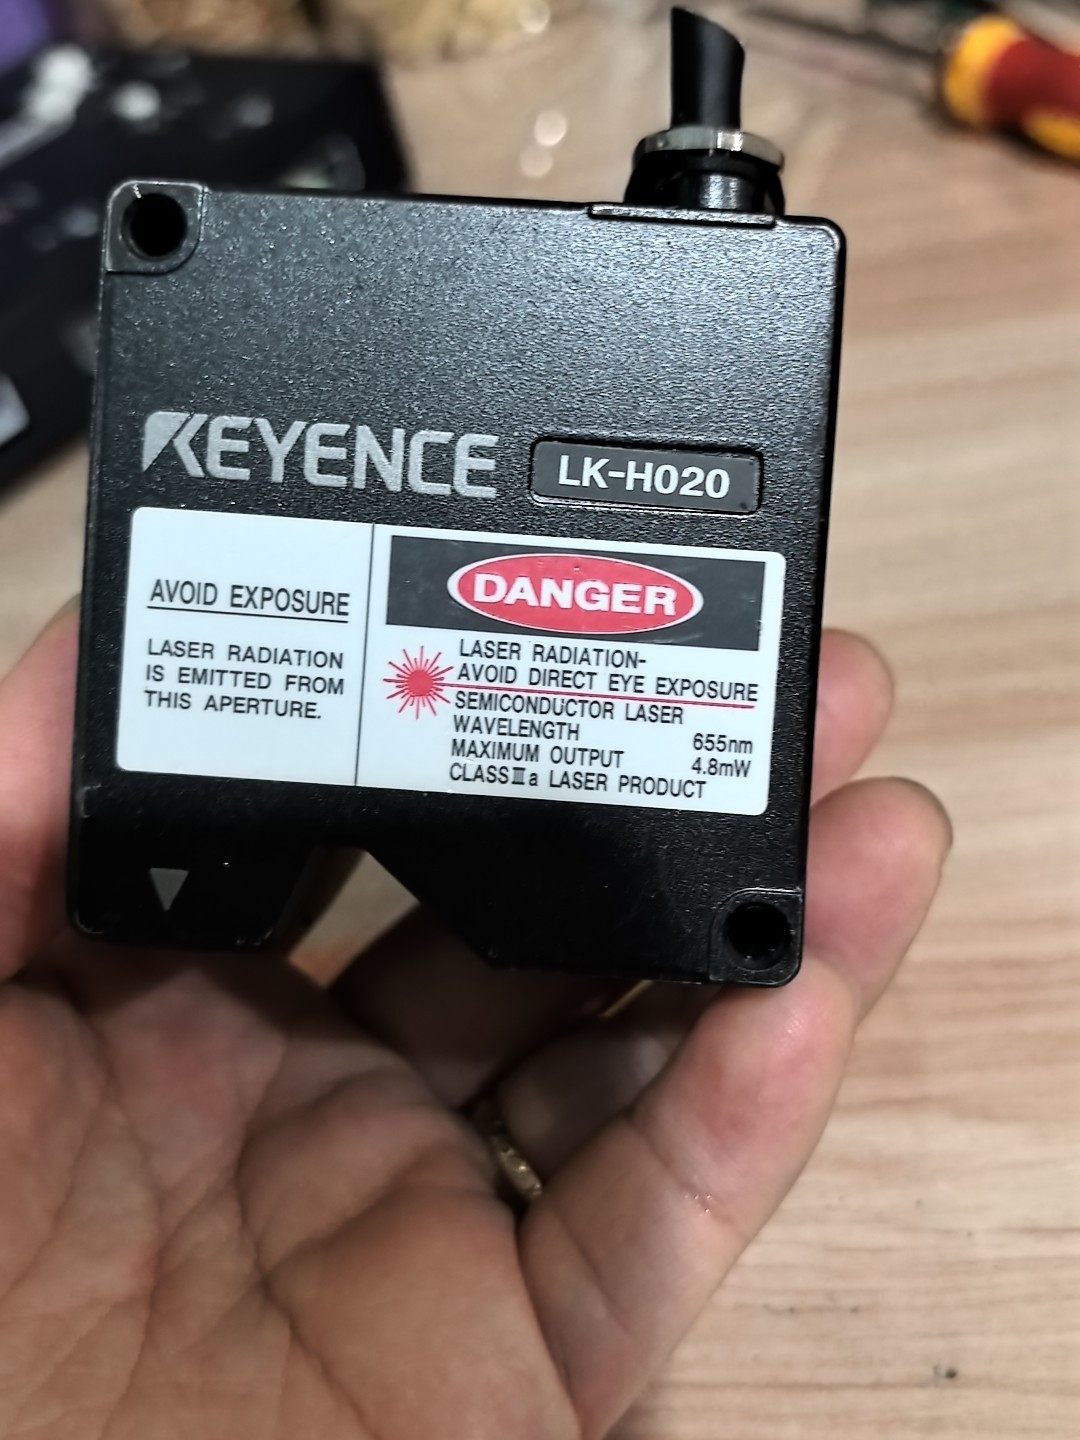 KEYENCE
LK-H020
AVOID EXPOSURE
LASER RADIATION
IS EMITTED FROM
THIS APERTURE.
DANGER
LASER RADIATION-
AVOID DIRECT EYE EXPOSURE
SEMICONDUCTOR LASER
WAVELENGTH 655nm
MAXIMUM OUTPUT 4.8mW
CLASSⅢa LASER PRODUCT